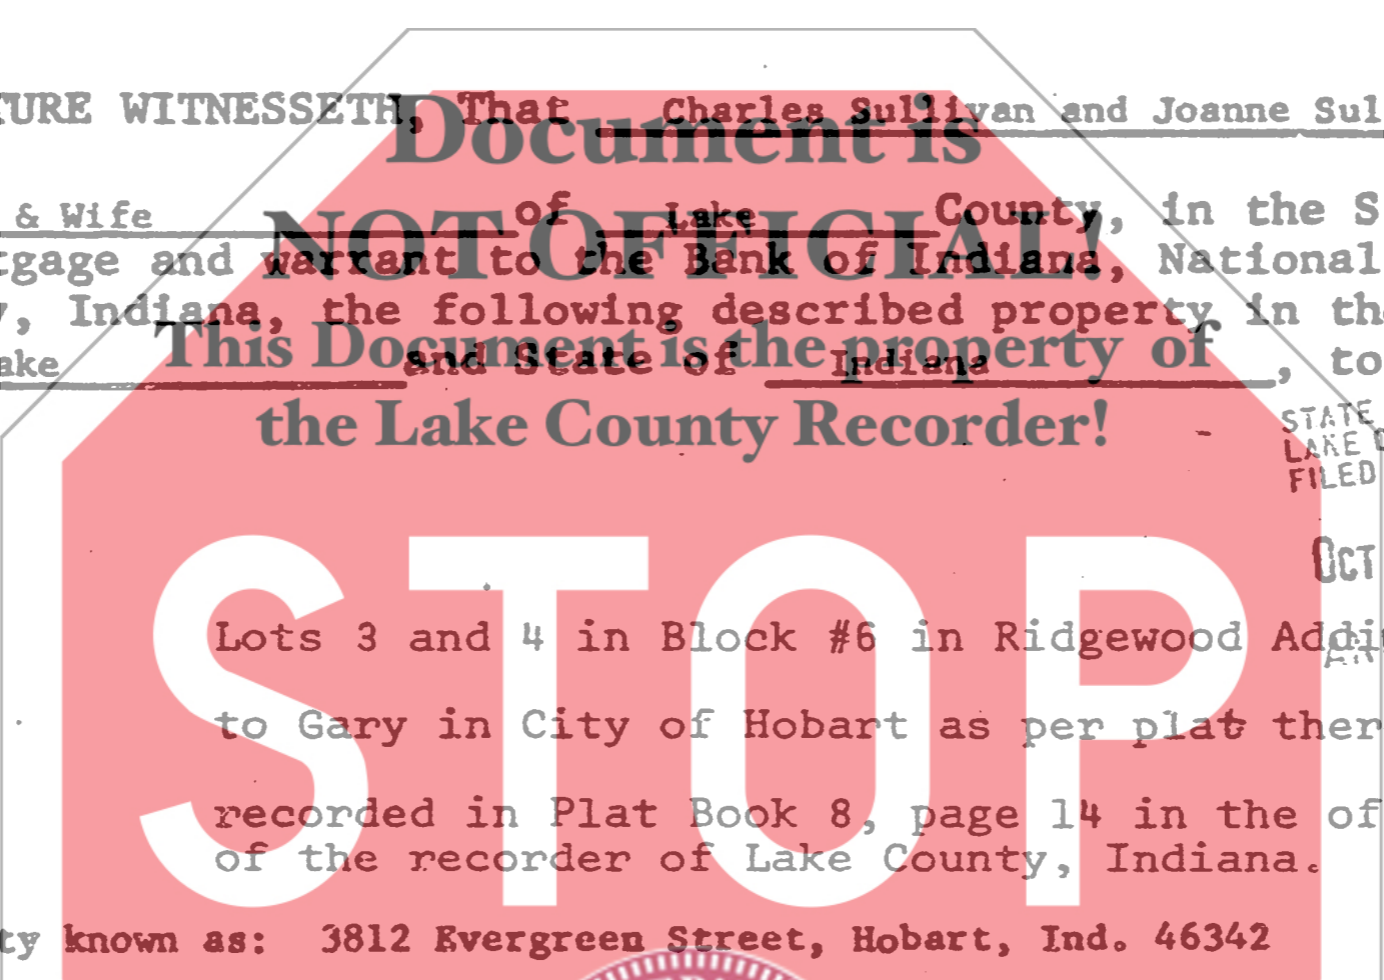 TURE WITNESSETH, That Charles Sullivan and Joanne Sul
Document is
& Wife of Lake County, in the S
NOT OFFICIAL!
tgage and warrant to the Bank of Indiana, National
y, Indiana, the following described property in the
This Document is the property of
ake and State of Indiana, to
the Lake County Recorder!
STATE
LAKE C
FILED
STOP
OCT
Lots 3 and 4 in Block #6 in Ridgewood Addit
to Gary in City of Hobart as per plat ther
recorded in Plat Book 8, page 14 in the of
of the recorder of Lake County, Indiana.
ty known as: 3812 Evergreen Street, Hobart, Ind. 46342